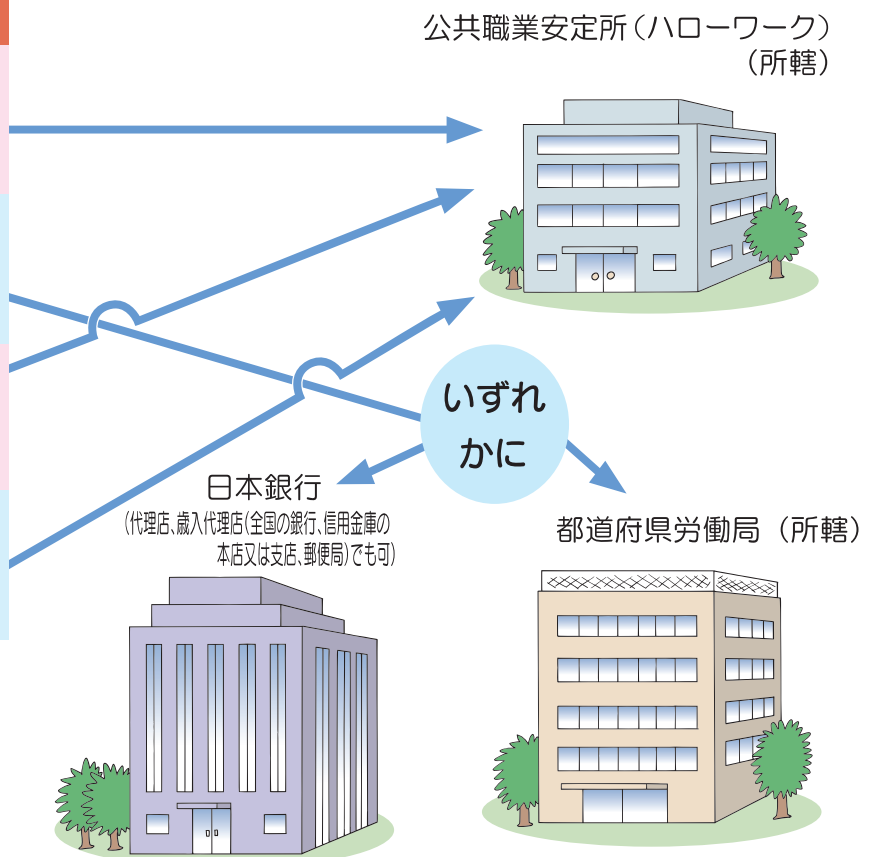 公共職業安定所（ハローワーク）
（所轄）
いずれ
かに
日本銀行
（代理店、歳入代理店（全国の銀行、信用金庫の
本店又は支店、郵便局）でも可）
都道府県労働局（所轄）